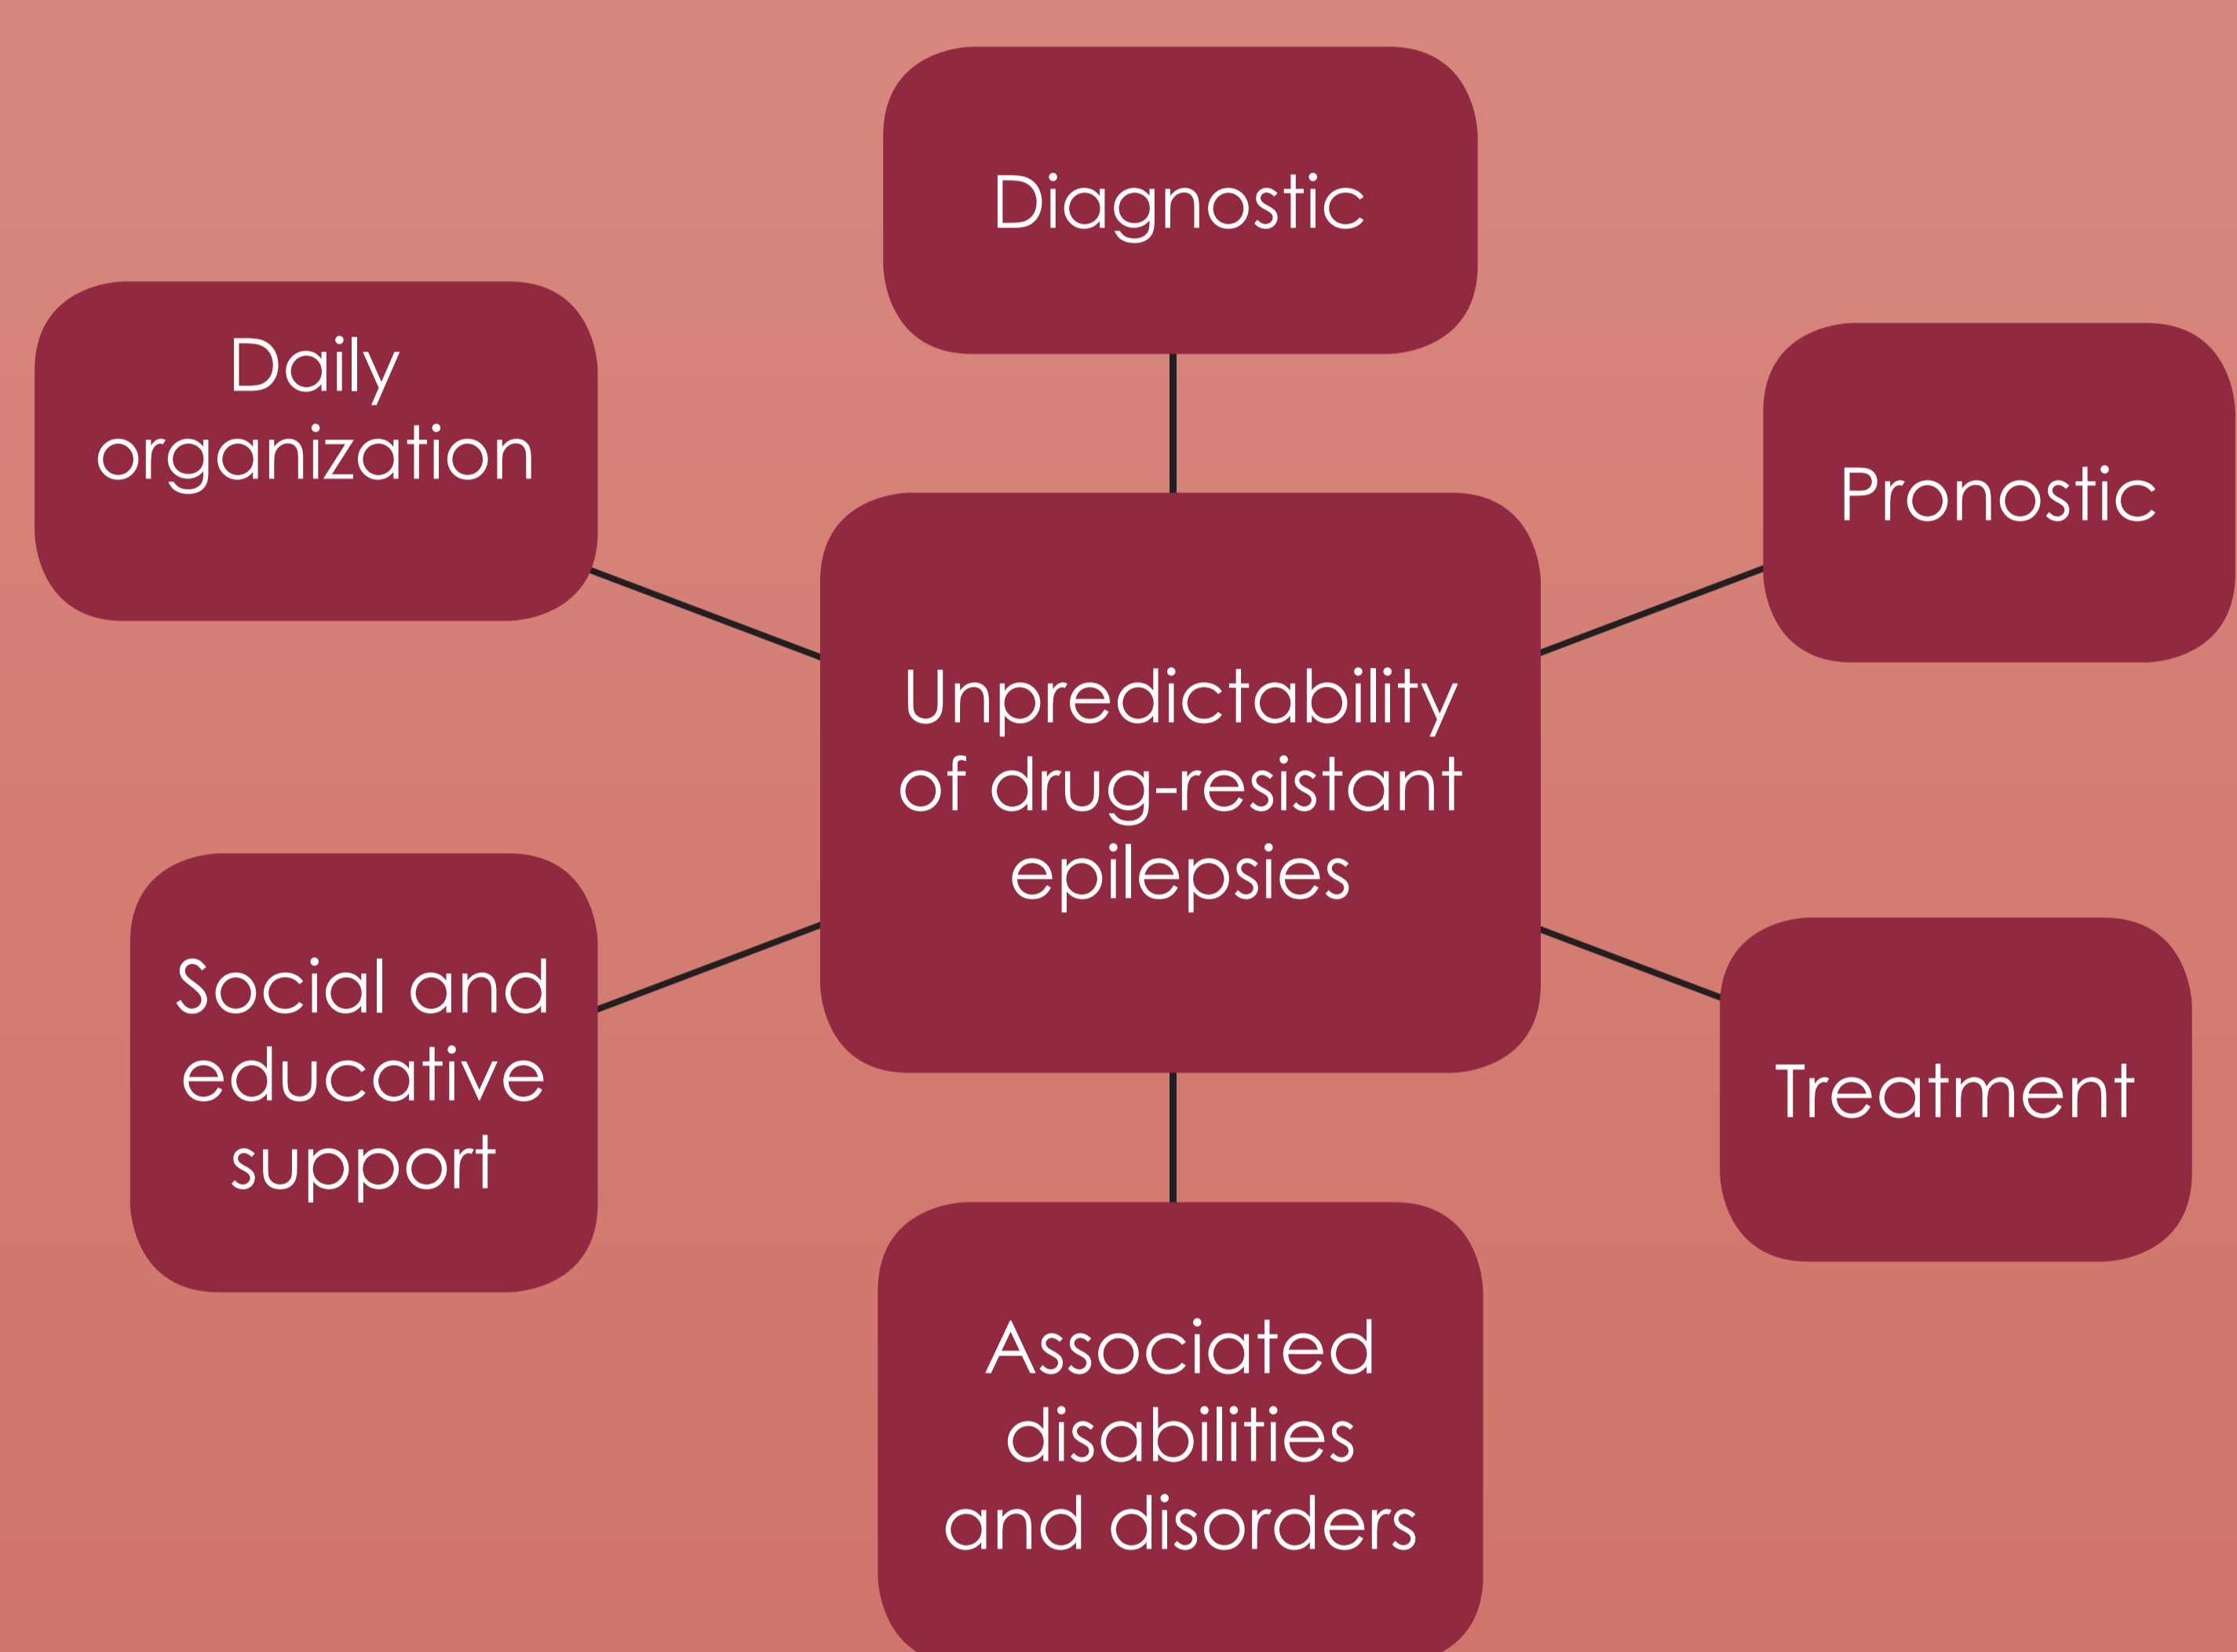 Diagnostic
Daily
organization
Pronostic
Unpredictability
of drug-resistant
epilepsies
Social and
educative
support
Treatment
Associated
disabilities
and disorders